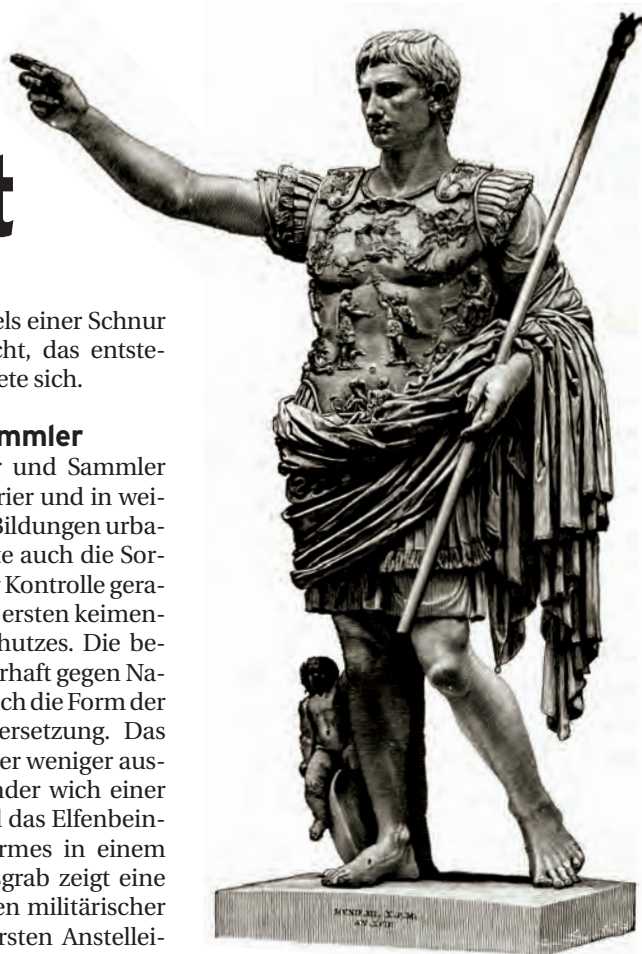 t
els einer Schnur
cht, das entste-
ete sich.
mmler
r und Sammler
rier und in wei-
Bildungen urba-
te auch die Sor-
r Kontrolle gera-
ersten keimen-
hutzes. Die be-
rhaft gegen Na-
ch die Form der
ersetzung. Das
er weniger aus-
nder wich einer
l das Elfenbein-
rmes in einem
sgrab zeigt eine
en militärischer
rsten Anstellei-